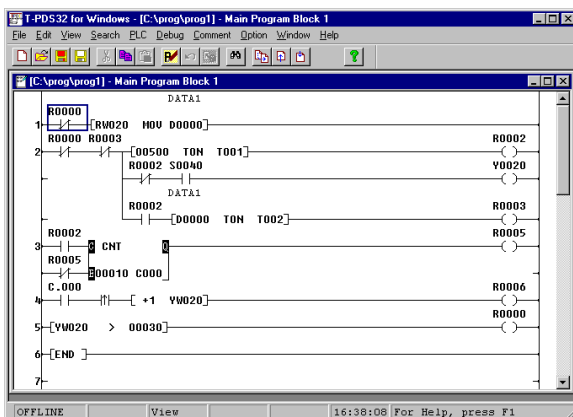 T-PDS32 for Windows - [C:\prog\prog1] - Main Program Block 1
File Edit View Search PLC Debug Comment Option Window Help
[C:\prog\prog1] - Main Program Block 1
DATA1
R0000
1 [RW020 MOV D0000]
R0000 R0003 R0002
2 [00500 TON T001] ( )
R0002 S0040 Y0020
( )
DATA1
R0002 R0003
[D0000 TON T002] ( )
R0002 R0005
3 C CNT Q ( )
R0005
E 00010 C000
C.000 R0006
4 [ +1 YW020] ( )
R0000
5 [YW020 > 00030] ( )
6 [END ]
7
OFFLINE View 16:38:08 For Help, press F1